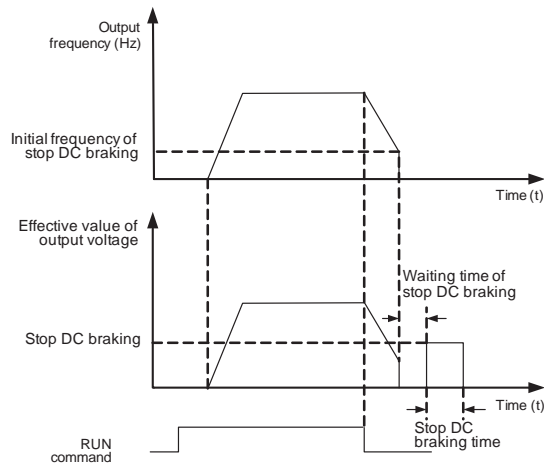 Output
frequency (Hz)
Initial frequency of
stop DC braking
Time (t)
Effective value of
output voltage
Waiting time of
stop DC braking
Stop DC braking
Time (t)
Stop DC
braking time
RUN
command